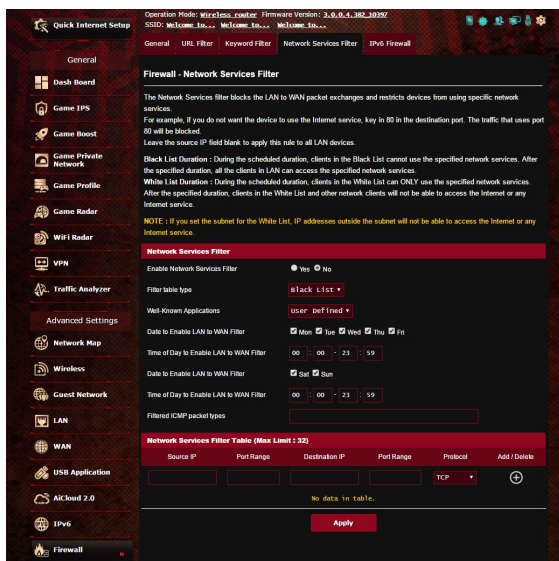 Quick Internet Setup
Operation Mode: Wireless router Firmware Version: 3.0.0.4.382_10397
SSID: Welcome to... Welcome to... Welcome to...
General URL Filter Keyword Filter Network Services Filter IPv6 Firewall
General
Dash Board
Game IPS
Game Boost
Game Private
Network
Game Profile
Game Radar
WiFi Radar
VPN
Traffic Analyzer
Advanced Settings
Network Map
Wireless
Guest Network
LAN
WAN
USB Application
AiCloud 2.0
IPv6
Firewall
Firewall - Network Services Filter
The Network Services filter blocks the LAN to WAN packet exchanges and restricts devices from using specific network
services.
For example, if you do not want the device to use the Internet service, key in 80 in the destination port. The traffic that uses port
80 will be blocked.
Leave the source IP field blank to apply this rule to all LAN devices.
Black List Duration : During the scheduled duration, clients in the Black List cannot use the specified network services. After
the specified duration, all the clients in LAN can access the specified network services.
White List Duration : During the scheduled duration, clients in the White List can ONLY use the specified network services.
After the specified duration, clients in the White List and other network clients will not be able to access the Internet or any
Internet service.
NOTE : If you set the subnet for the White List, IP addresses outside the subnet will not be able to access the Internet or any
Internet service.
Network Services Filter
Enable Network Services Filter Yes No
Filter table type Black List
Well-Known Applications User Defined
Date to Enable LAN to WAN Filter Mon Tue Wed Thu Fri
Time of Day to Enable LAN to WAN Filter 00 : 00 - 23 : 59
Date to Enable LAN to WAN Filter Sat Sun
Time of Day to Enable LAN to WAN Filter 00 : 00 - 23 : 59
Filtered ICMP packet types
Network Services Filter Table (Max Limit : 32)
Source IP Port Range Destination IP Port Range Protocol Add / Delete
TCP
No data in table.
Apply